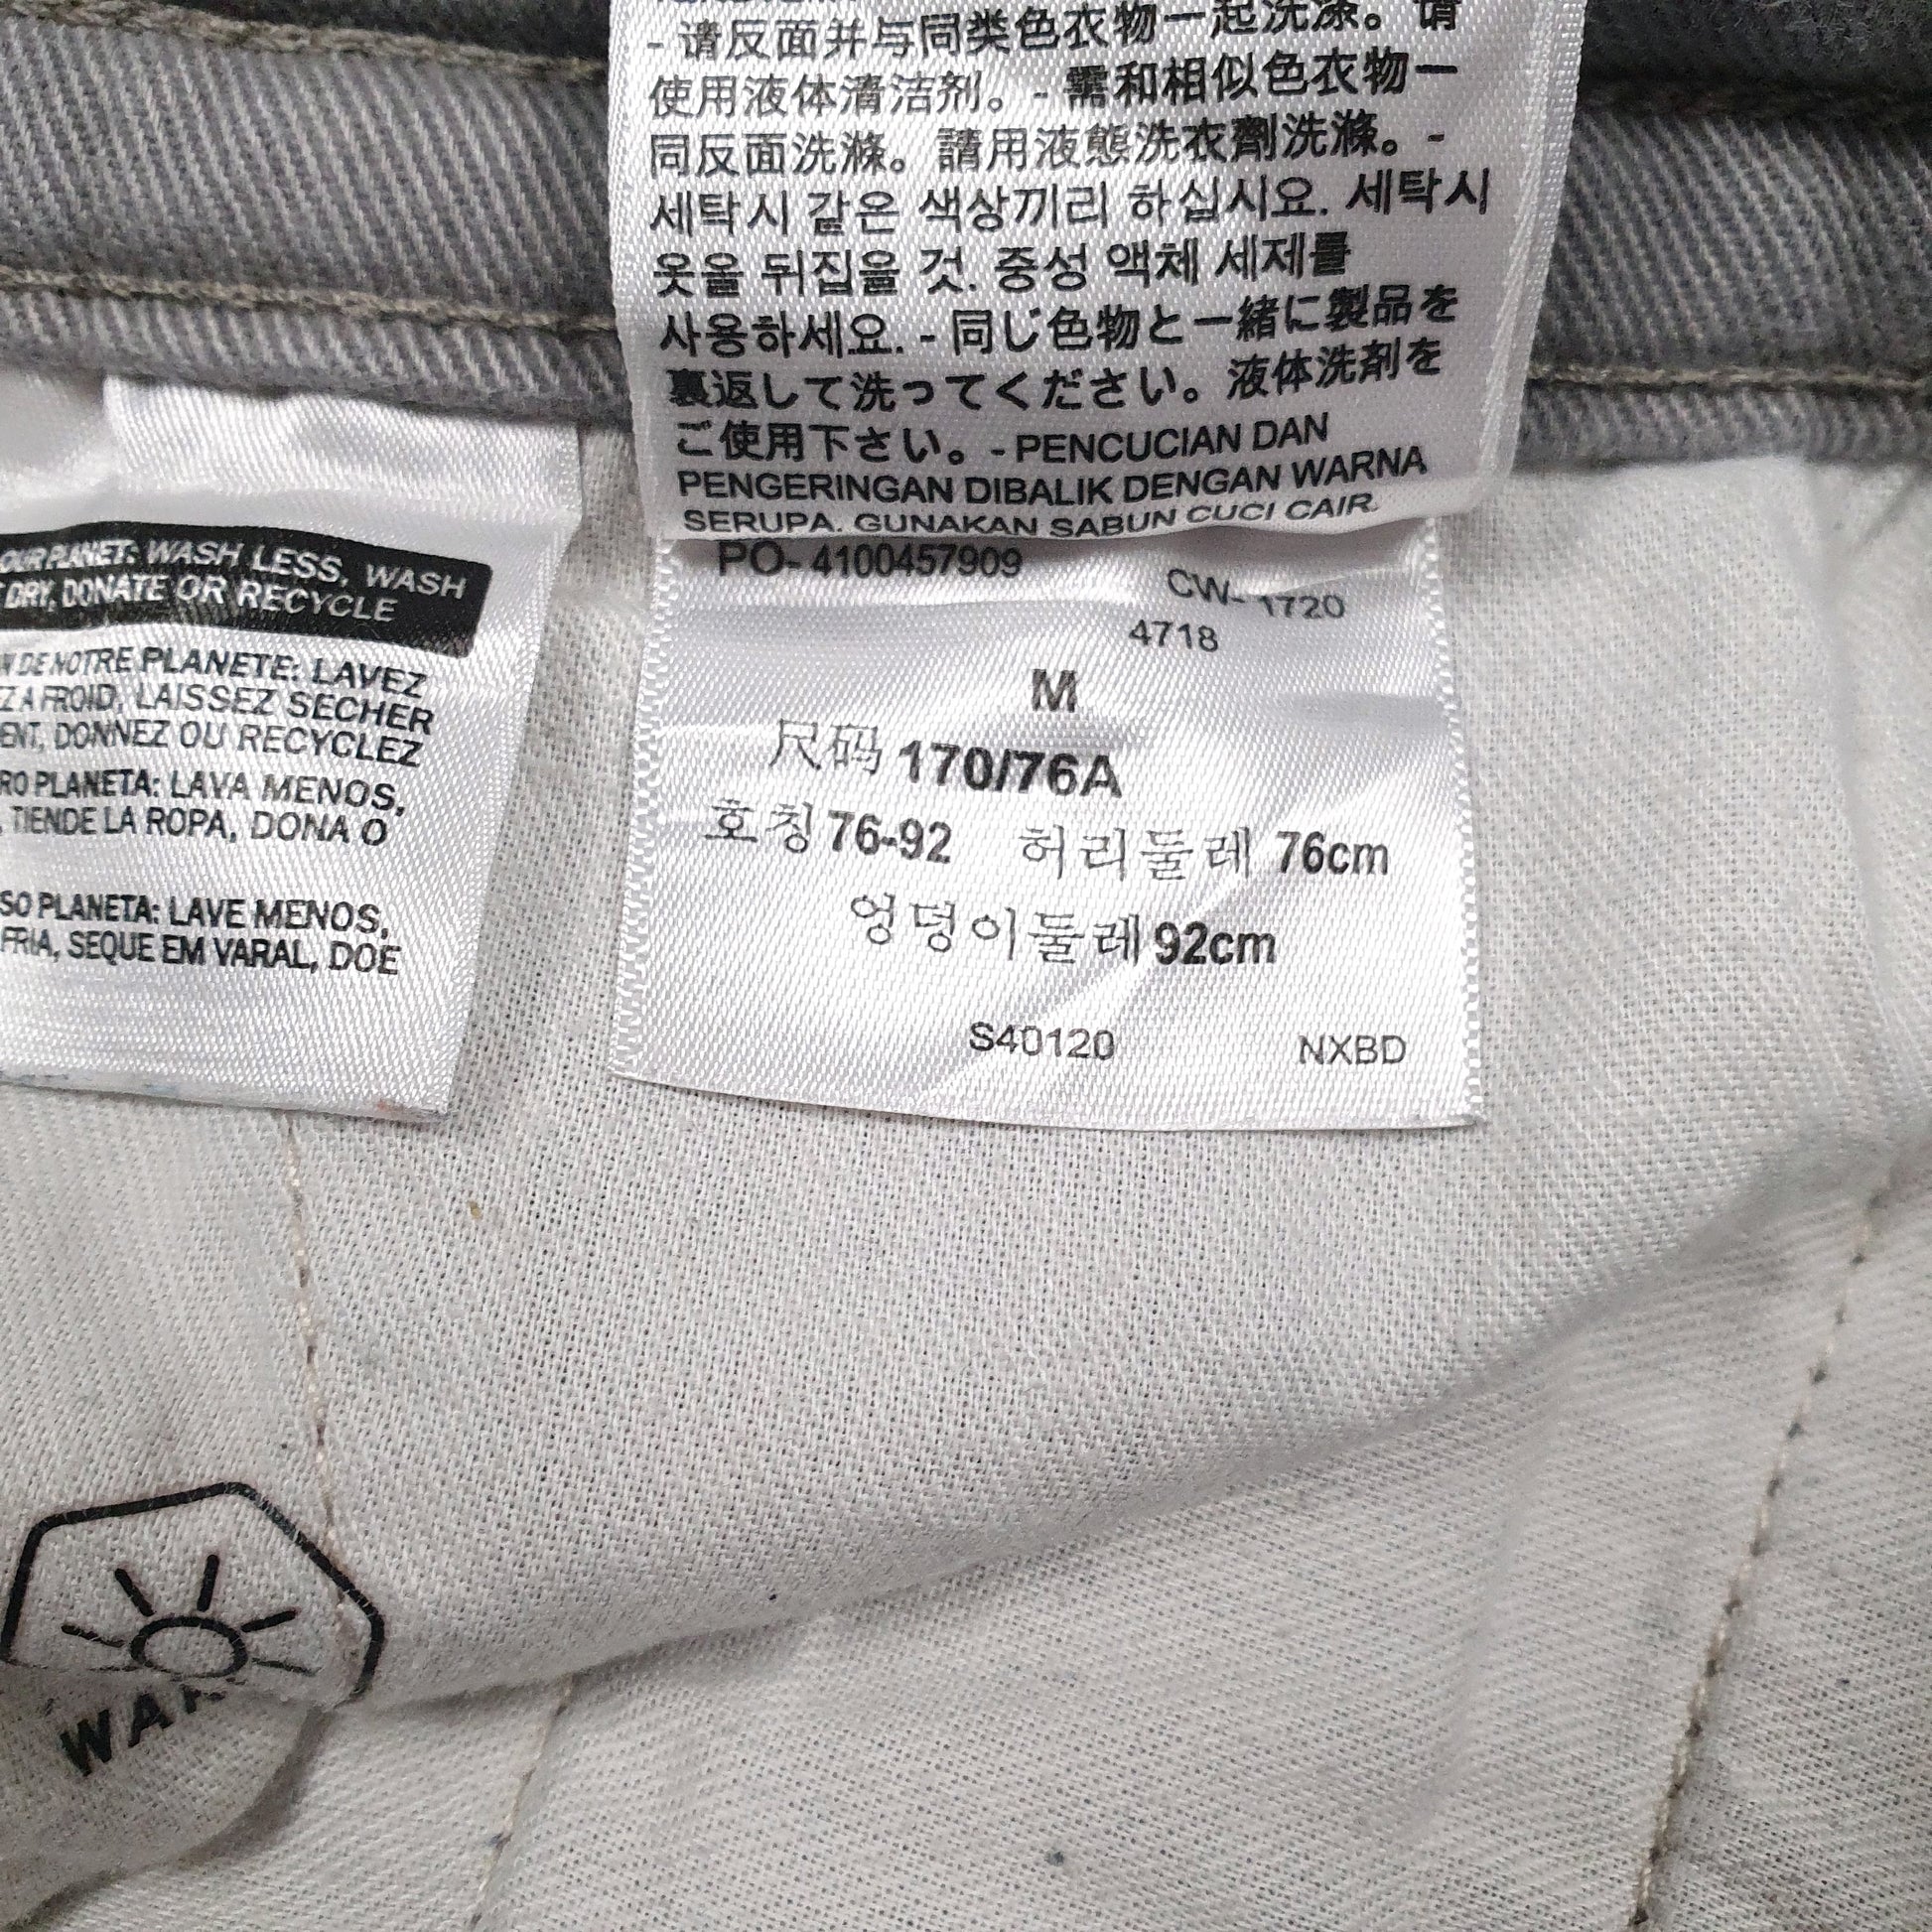 - 请反面并与同类色衣物一起洗涤。请
使用液体清洁剂。- 需和相似色衣物一
同反面洗滌。請用液態洗衣劑洗滌。-
세탁시 같은 색상끼리 하십시요. 세탁시
옷을 뒤집을 것. 중성 액체 세제를
사용하세요. - 同じ色物と一緒に製品を
裏返して洗ってください。液体洗剤を
ご使用下さい。- PENCUCIAN DAN
PENGERINGAN DIBALIK DENGAN WARNA
SERUPA. GUNAKAN SABUN CUCI CAIR.
PO- 4100457909
CW- 1720
4718
M
尺码 170/76A
호칭 76-92 허리둘레 76cm
엉덩이둘레 92cm
S40120 NXBD
OUR PLANET: WASH LESS, WASH
DRY, DONATE OR RECYCLE
DE NOTRE PLANETE: LAVEZ
A FROID, LAISSEZ SECHER
ENT, DONNEZ OU RECYCLEZ
RO PLANETA: LAVA MENOS,
, TIENDE LA ROPA, DONA O
SO PLANETA: LAVE MENOS,
FRIA, SEQUE EM VARAL, DOE
WAR